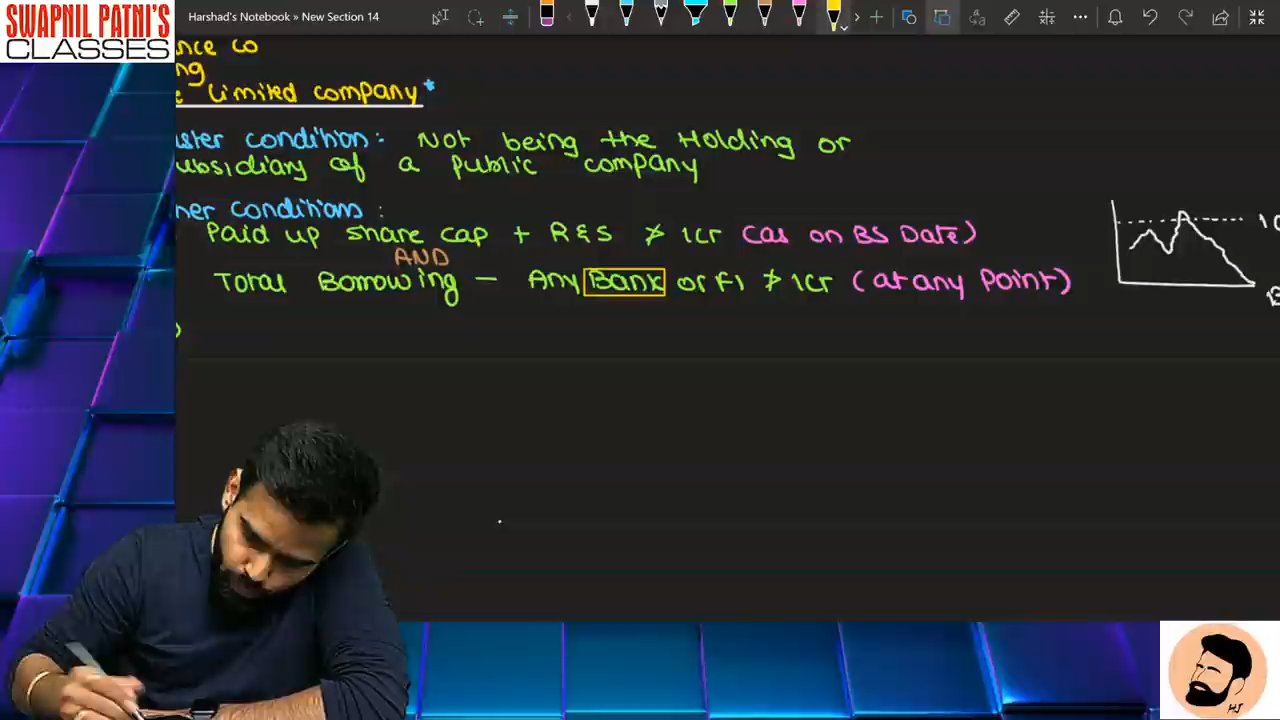 SWAPNIL PATNI'S
CLASSES
Harshad's Notebook » New Section 14
nce co
ng
Limited company*
ster condition: Not being the Holding or
ubsidiary of a public company
her conditions:
Paid up share cap + R&S ≯ 1cr (as on BS Date)
AND
Total Borrowing - Any Bank or FI ≯ 1cr (at any Point)
HJ